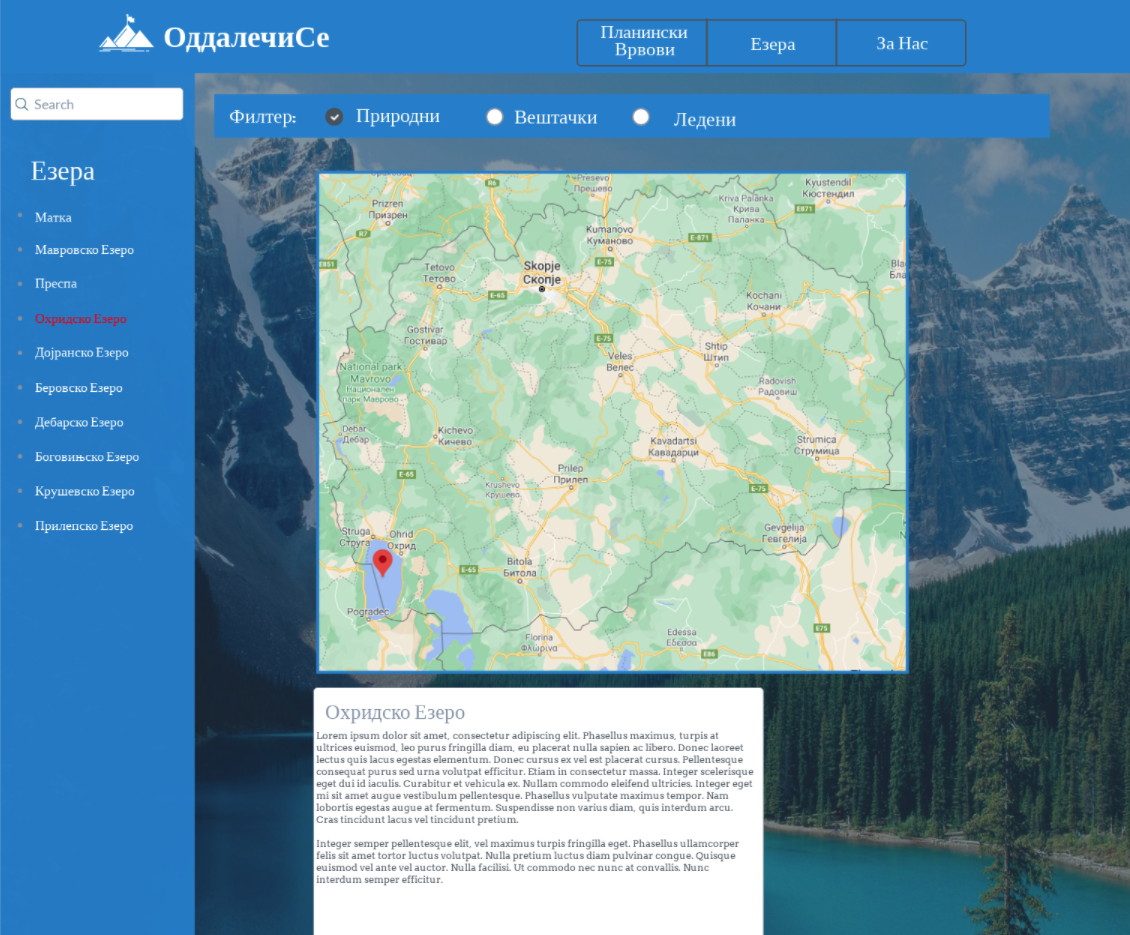 ОддалечиСе
Планински
Врвови
Езера
За Нас
Search
Филтер:
Природни
Вештачки
Ледени
Езера
Матка
Мавровско Езеро
Преспа
Охридско Езеро
Дојранско Езеро
Беровско Езеро
Дебарско Езеро
Боговињско Езеро
Крушевско Езеро
Прилепско Езеро
R6
Presevo
Прешево
Kyustendil
Кюстендил
Prizren
Призрен
Kriva Palanka
Крива
Паланка
E871
R7
Kumanovo
Куманово
E-871
E851
Tetovo
Тетово
Skopje
Скопје
E-75
E-65
Kochani
Кочани
Gostivar
Гостивар
E-75
Veles
Велес
Shtip
Штип
National park
Mavrovo
Национален
парк Маврово
Radovish
Радовиш
Debar
Дебар
Kichevo
Кичево
Kavadartsi
Кавадарци
Strumica
Струмица
E-65
Prilep
Прилеп
Krushevo
Крушево
E-75
Struga
Струга
Ohrid
Охрид
Gevgelija
Гевгелија
Bitola
Битола
E-65
Pogradec
Florina
Φλώρινα
Edessa
Έδεσσα
E75
E86
Охридско Езеро
Lorem ipsum dolor sit amet, consectetur adipiscing elit. Phasellus maximus, turpis at
ultrices euismod, leo purus fringilla diam, eu placerat nulla sapien ac libero. Donec laoreet
lectus quis lacus egestas elementum. Donec cursus ex vel est placerat cursus. Pellentesque
consequat purus sed urna volutpat efficitur. Etiam in consectetur massa. Integer scelerisque
eget dui id iaculis. Curabitur et vehicula ex. Nullam commodo eleifend ultricies. Integer eget
mi sit amet augue vestibulum pellentesque. Phasellus vulputate maximus tempor. Nam
lobortis egestas augue at fermentum. Suspendisse non varius diam, quis interdum arcu.
Cras tincidunt lacus vel tincidunt pretium.
Integer semper pellentesque elit, vel maximus turpis fringilla eget. Phasellus ullamcorper
felis sit amet tortor luctus volutpat. Nulla pretium luctus diam pulvinar congue. Quisque
euismod vel ante vel auctor. Nulla facilisi. Ut commodo nec nunc at convallis. Nunc
interdum semper efficitur.